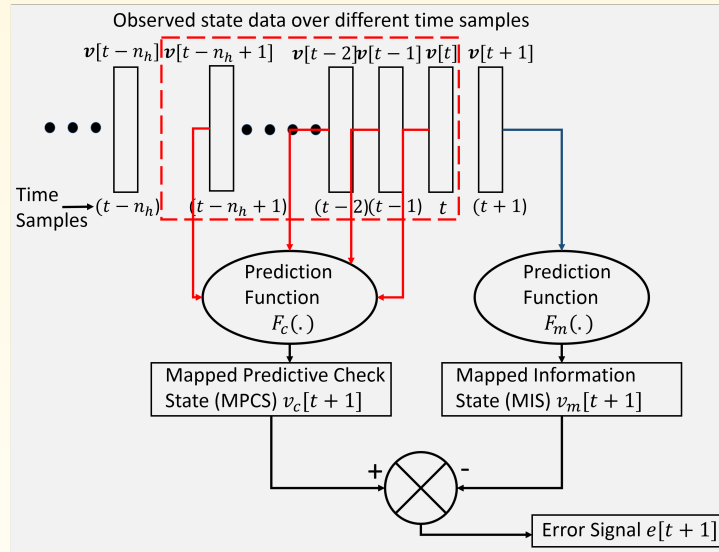 Observed state data over different time samples
𝒗[t − n_h] 𝒗[t − n_h + 1] 𝒗[t − 2] 𝒗[t − 1] 𝒗[t] 𝒗[t + 1]
Time
Samples
(t − n_h) (t − n_h + 1) (t − 2) (t − 1) t (t + 1)
Prediction
Function
F_c(.)
Prediction
Function
F_m(.)
Mapped Predictive Check
State (MPCS) v_c[t + 1]
Mapped Information
State (MIS) v_m[t + 1]
+ -
Error Signal e[t + 1]